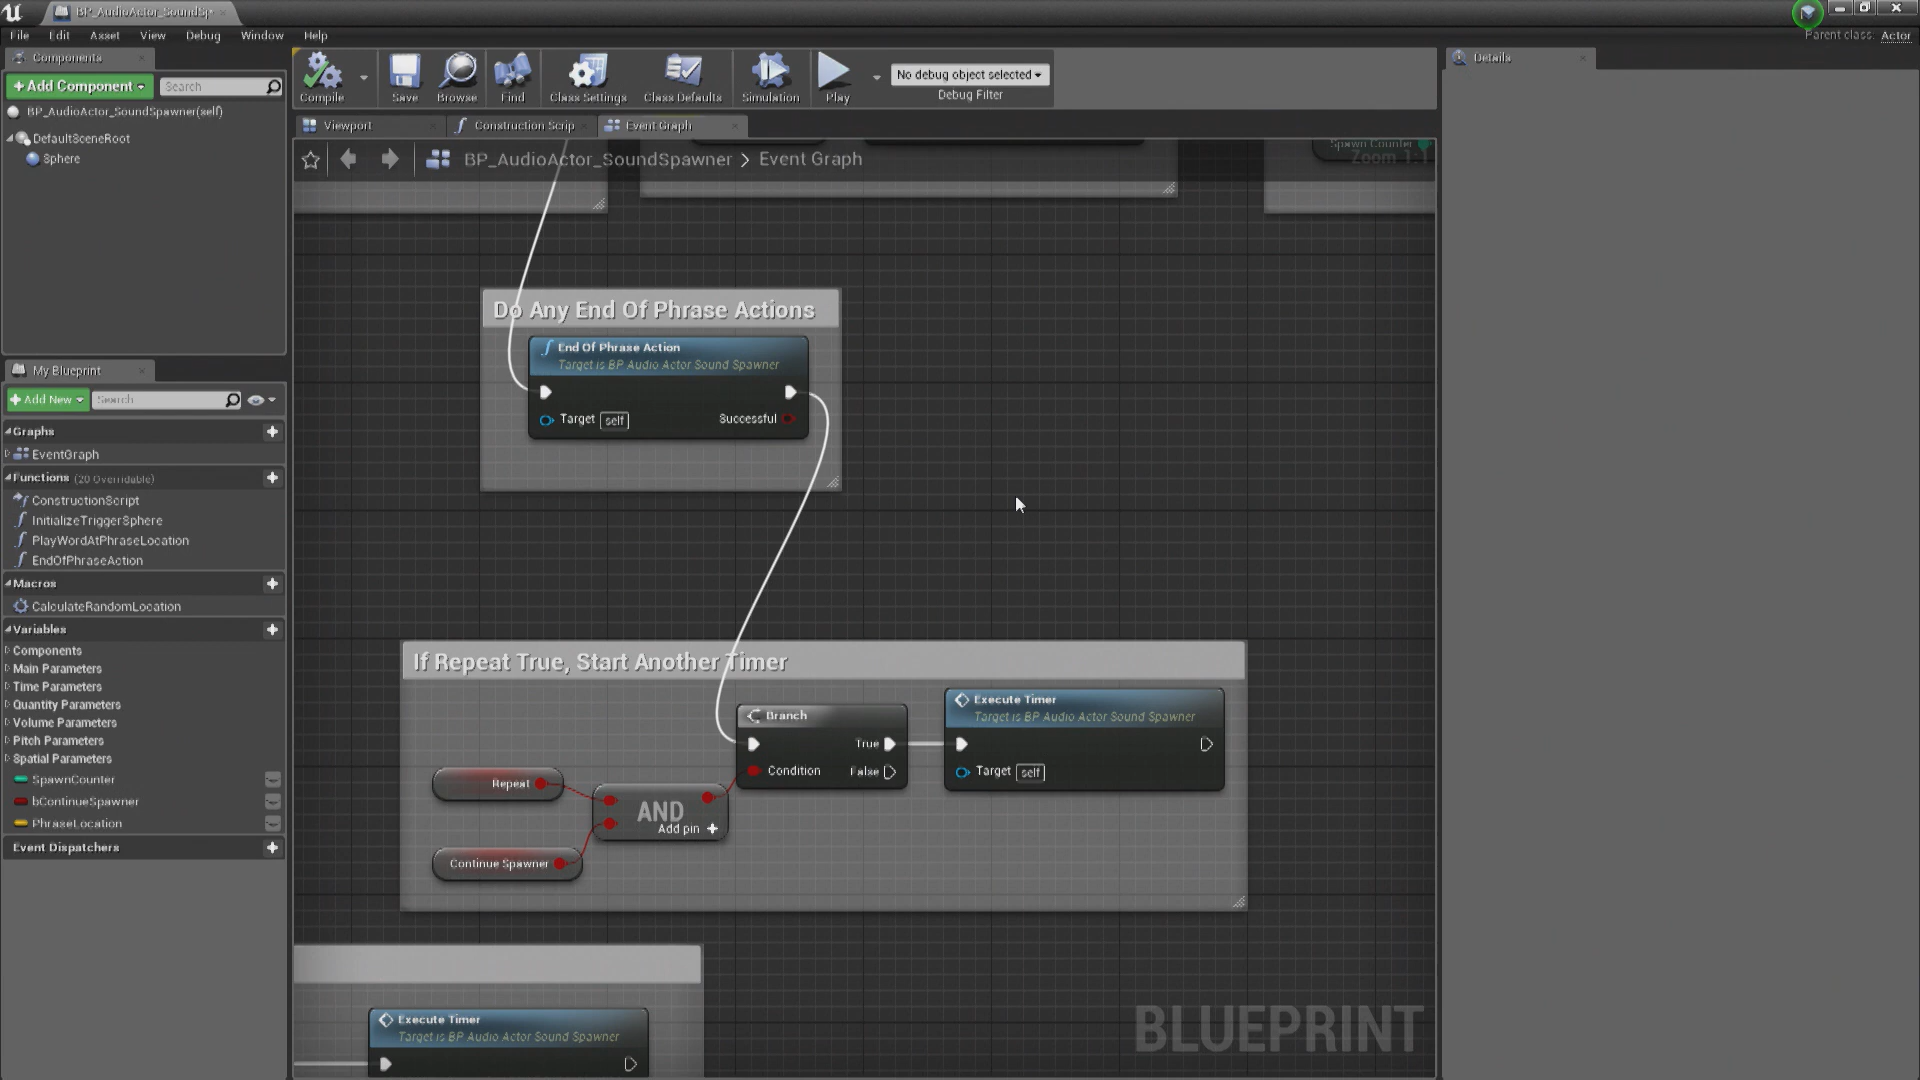 BP_AudioActor_SoundSp
File Edit Asset View Debug Window Help
Parent class: Actor
Components
+ Add Component
Search
BP_AudioActor_SoundSpawner(self)
DefaultSceneRoot
Sphere
Compile
Save
Browse
Find
Class Settings
Class Defaults
Simulation
Play
No debug object selected
Debug Filter
Details
Viewport
Construction Scrip
Event Graph
BP_AudioActor_SoundSpawner > Event Graph
Spawn Counter
Zoom 1:1
My Blueprint
+ Add New
Search
Graphs
EventGraph
Functions (20 Overridable)
ConstructionScript
InitializeTriggerSphere
PlayWordAtPhraseLocation
EndOfPhraseAction
Macros
CalculateRandomLocation
Variables
Components
Main Parameters
Time Parameters
Quantity Parameters
Volume Parameters
Pitch Parameters
Spatial Parameters
SpawnCounter
bContinueSpawner
PhraseLocation
Event Dispatchers
Do Any End Of Phrase Actions
End Of Phrase Action
Target is BP Audio Actor Sound Spawner
Target self
Successful
If Repeat True, Start Another Timer
Repeat
Continue Spawner
AND
Add pin +
Branch
True
Condition
False
Execute Timer
Target is BP Audio Actor Sound Spawner
Target self
Execute Timer
Target is BP Audio Actor Sound Spawner
BLUEPRINT